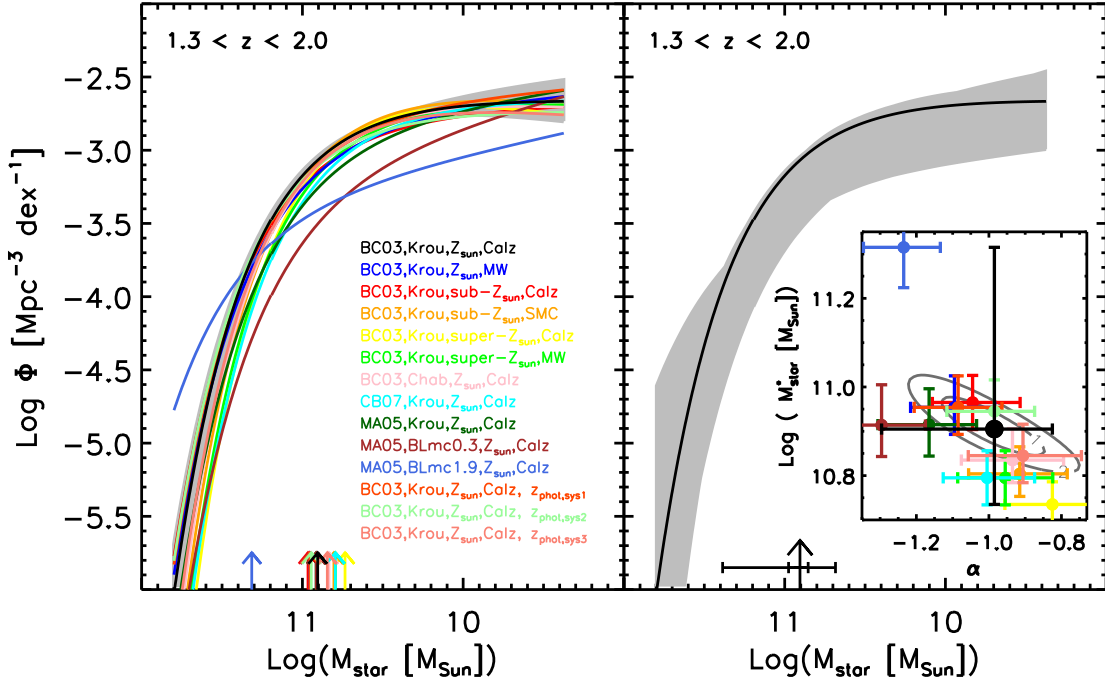 1.3 < z < 2.0
1.3 < z < 2.0
Log Φ [Mpc⁻³ dex⁻¹]
-2.5
-3.0
-3.5
-4.0
-4.5
-5.0
-5.5
BC03,Krou,Z_sun,Calz
BC03,Krou,Z_sun,MW
BC03,Krou,sub-Z_sun,Calz
BC03,Krou,sub-Z_sun,SMC
BC03,Krou,super-Z_sun,Calz
BC03,Krou,super-Z_sun,MW
BC03,Chab,Z_sun,Calz
CB07,Krou,Z_sun,Calz
MA05,Krou,Z_sun,Calz
MA05,BLmc0.3,Z_sun,Calz
MA05,BLmc1.9,Z_sun,Calz
BC03,Krou,Z_sun,Calz, z_phot,sys1
BC03,Krou,Z_sun,Calz, z_phot,sys2
BC03,Krou,Z_sun,Calz, z_phot,sys3
11 10
Log(M_star [M_Sun])
Log ( M*_star [M_Sun])
11.2
11.0
10.8
-1.2 -1.0 -0.8
α
11 10
Log(M_star [M_Sun])